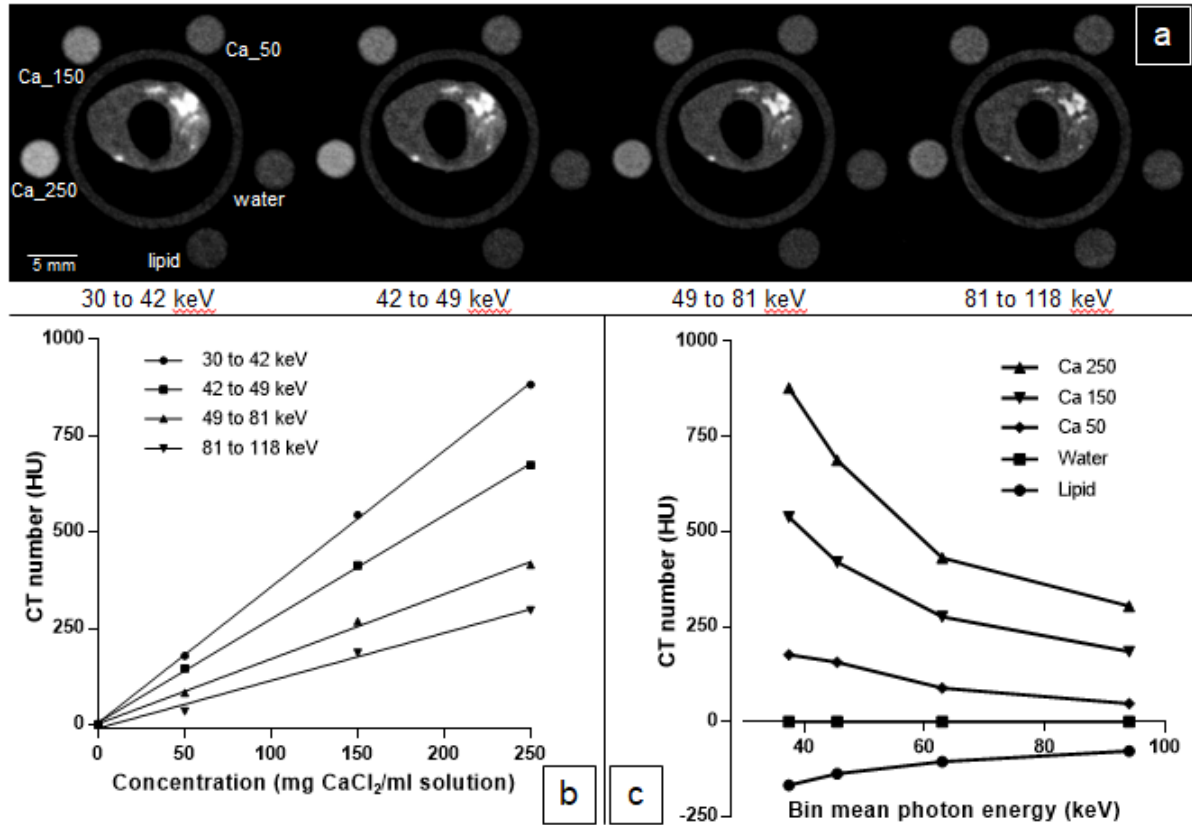 a
Ca_50
Ca_150
Ca_250
water
lipid
5 mm
30 to 42 keV
42 to 49 keV
49 to 81 keV
81 to 118 keV
1000
750
500
250
0
CT number (HU)
30 to 42 keV
42 to 49 keV
49 to 81 keV
81 to 118 keV
0
50
100
150
200
250
Concentration (mg CaCl2/ml solution)
b
1000
750
500
250
0
-250
CT number (HU)
Ca 250
Ca 150
Ca 50
Water
Lipid
40
60
80
100
Bin mean photon energy (keV)
c